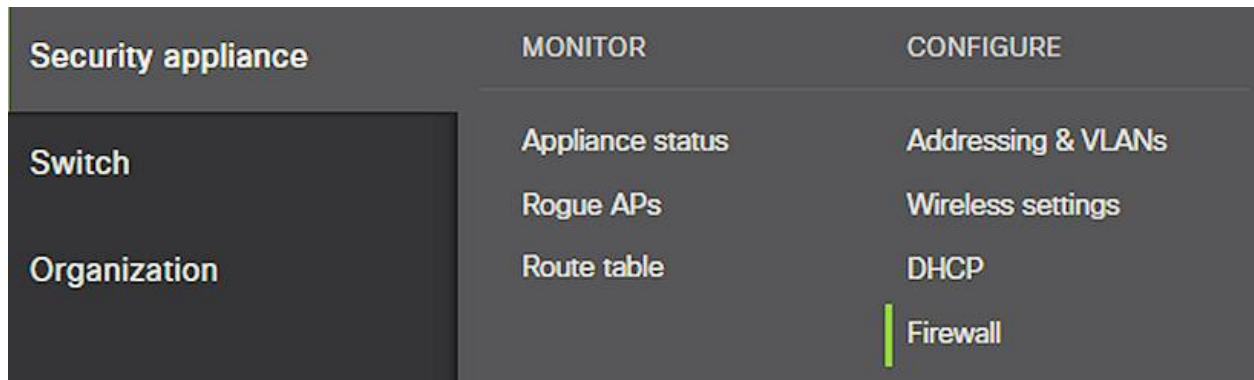 Security appliance
Switch
Organization
MONITOR
Appliance status
Rogue APs
Route table
CONFIGURE
Addressing & VLANs
Wireless settings
DHCP
Firewall